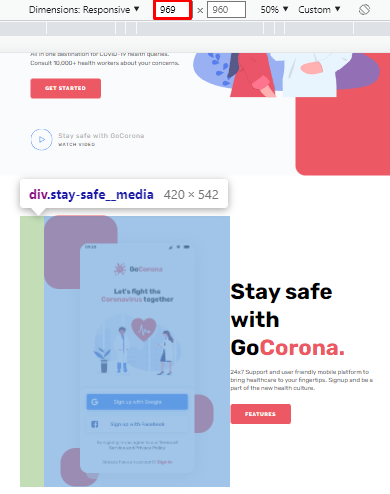 Dimensions: Responsive ▼ 969 × 960 50% ▼ Custom ▼
All in one destination for COVID-19 health queries.
Consult 10,000+ health workers about your concerns.
GET STARTED
Stay safe with GoCorona
WATCH VIDEO
div.stay-safe__media 420 × 542
GoCorona
Let's fight the
Coronavirus together
Sign up with Google
Sign up with Facebook
Already have an account? Sign in
Stay safe
with
GoCorona.
24x7 Support and user friendly mobile platform to
bring healthcare to your fingertips. Signup and be a
part of the new health culture.
FEATURES